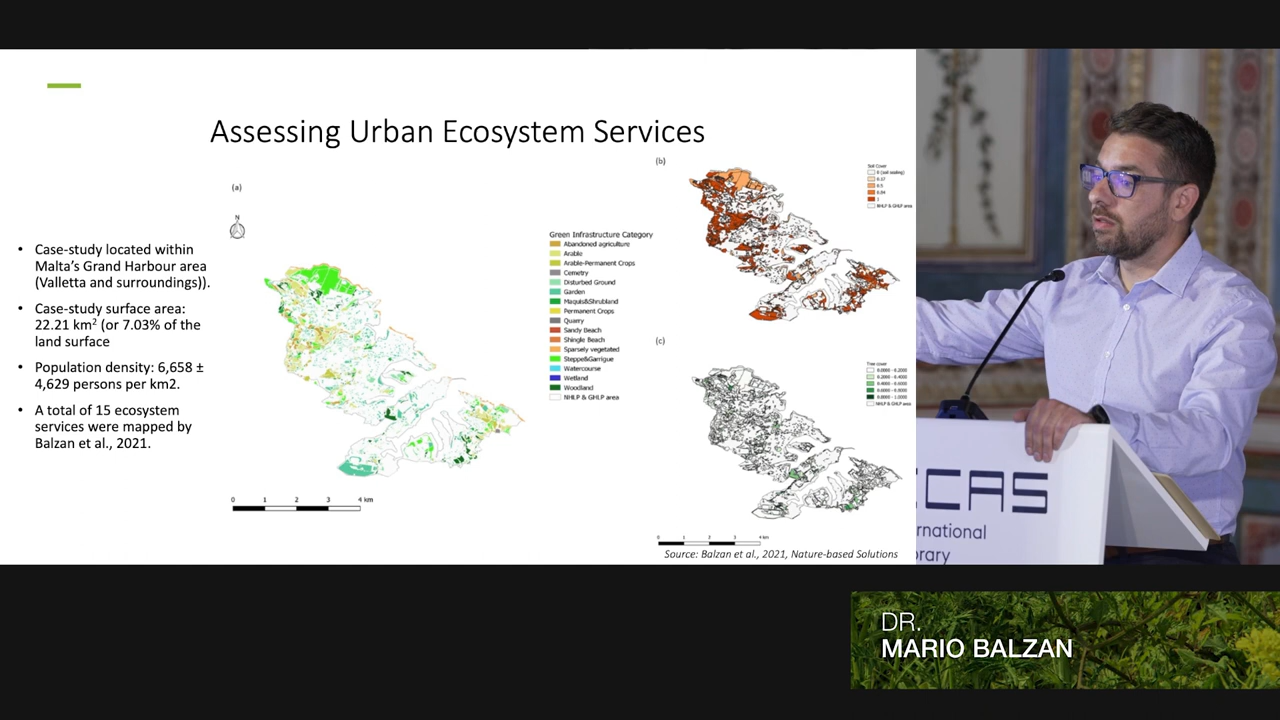 Assessing Urban Ecosystem Services
• Case-study located within
Malta's Grand Harbour area
(Valletta and surroundings)).
• Case-study surface area:
22.21 km² (or 7.03% of the
land surface
• Population density: 6,658 ±
4,629 persons per km2.
• A total of 15 ecosystem
services were mapped by
Balzan et al., 2021.
(a)
N
Green Infrastructure Category
Abandoned agriculture
Arable
Arable-Permanent Crops
Cemetry
Disturbed Ground
Garden
Maquis&Shrubland
Permanent Crops
Quarry
Sandy Beach
Shingle Beach
Sparsely vegetated
Steppe&Garrigue
Watercourse
Wetland
Woodland
NHLP & GHLP area
0 1 2 3 4 km
(b)
Soil Cover
0 (soil sealing)
0.5
1
NHLP & GHLP area
(c)
Tree cover
0.0000 - 0.2000
0.2000 - 0.4000
0.4000 - 0.6000
0.6000 - 0.8000
0.8000 - 1.0000
NHLP & GHLP area
0 1 2 3 4 km
Source: Balzan et al., 2021, Nature-based Solutions
CAS
rnational
rary
DR.
MARIO BALZAN